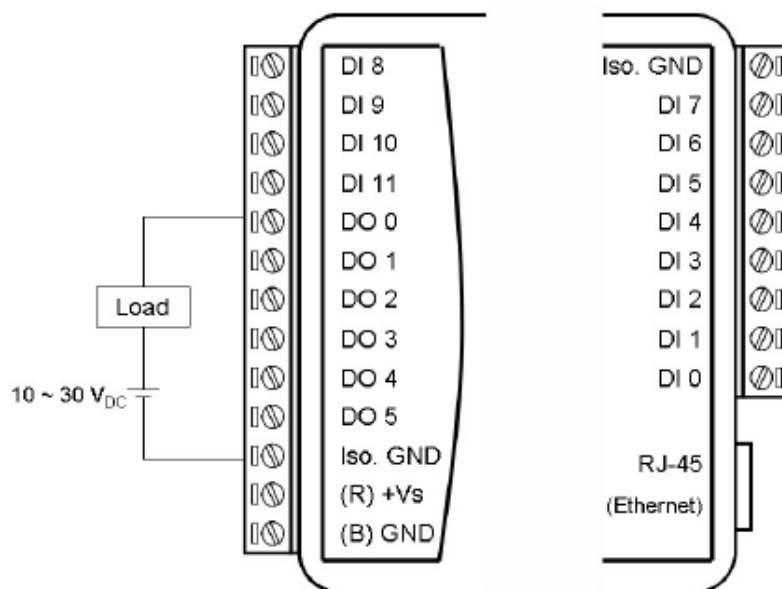 DI 8
DI 9
DI 10
DI 11
DO 0
DO 1
DO 2
DO 3
DO 4
DO 5
Iso. GND
(R) +Vs
(B) GND
Load
10 ~ 30 VDC
Iso. GND
DI 7
DI 6
DI 5
DI 4
DI 3
DI 2
DI 1
DI 0
RJ-45
(Ethernet)